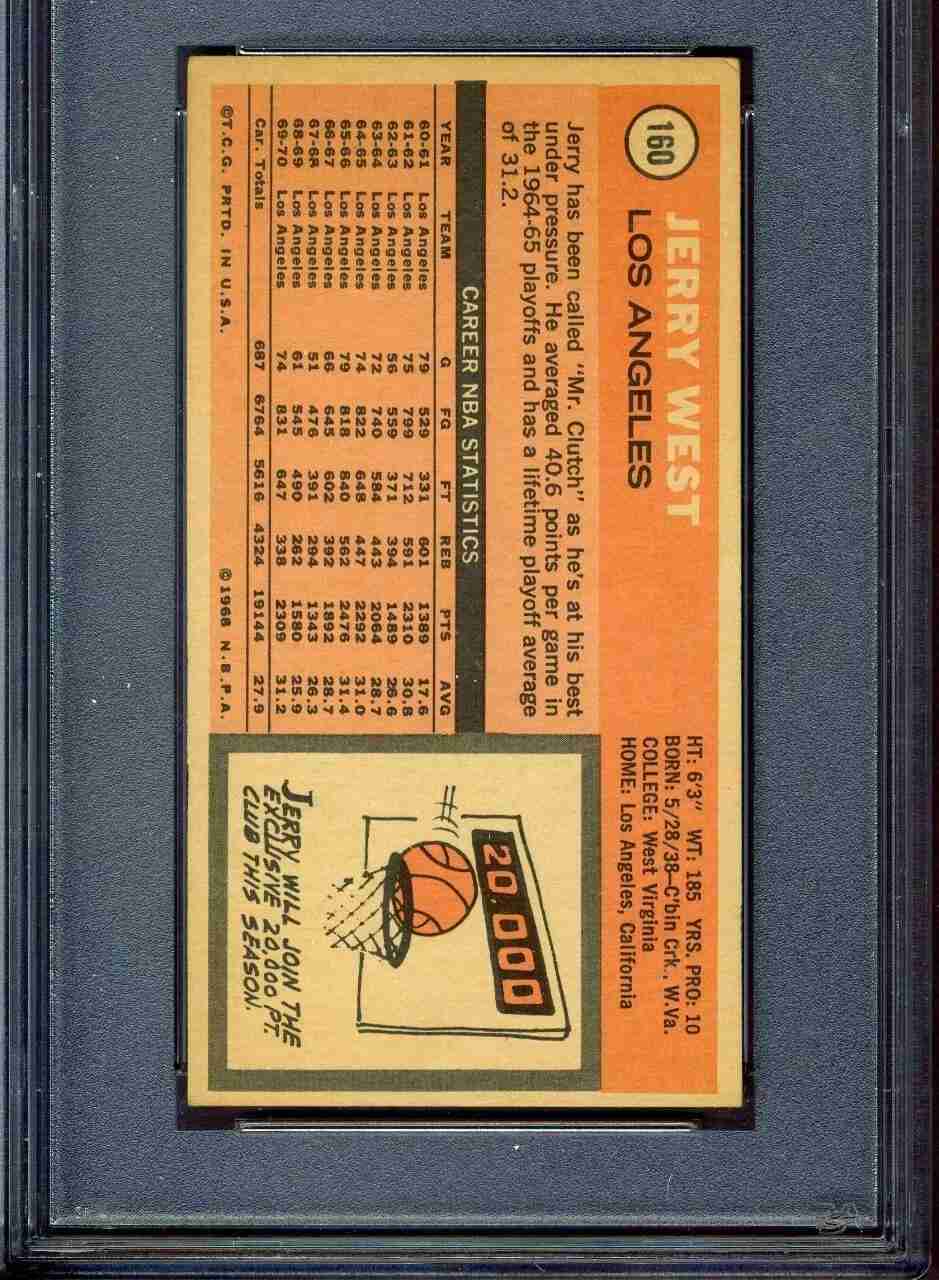 160
JERRY WEST
LOS ANGELES
HT: 6'3" WT: 185 YRS. PRO: 10
BORN: 5/28/38—C'bin Crk., W.Va.
COLLEGE: West Virginia
HOME: Los Angeles, California
Jerry has been called "Mr. Clutch" as he's at his best
under pressure. He averaged 40.6 points per game in
the 1964-65 playoffs and has a lifetime playoff average
of 31.2.
CAREER NBA STATISTICS
YEAR TEAM G FG FT REB PTS AVG
60-61 Los Angeles 79 529 331 601 1389 17.6
61-62 Los Angeles 75 799 712 591 2310 30.8
62-63 Los Angeles 56 559 371 394 1489 26.6
63-64 Los Angeles 72 740 584 443 2064 28.7
64-65 Los Angeles 74 822 648 447 2292 31.0
65-66 Los Angeles 79 818 840 562 2476 31.4
66-67 Los Angeles 66 645 602 392 1892 28.7
67-68 Los Angeles 51 476 391 294 1343 26.3
68-69 Los Angeles 61 545 490 262 1580 25.9
69-70 Los Angeles 74 831 647 338 2309 31.2
Car. Totals 687 6764 5616 4324 19144 27.9
©T.C.G. PRTD. IN U.S.A. ©1968 N.B.P.A.
20,000
JERRY WILL JOIN THE
EXCLUSIVE 20,000 PT.
CLUB THIS SEASON.